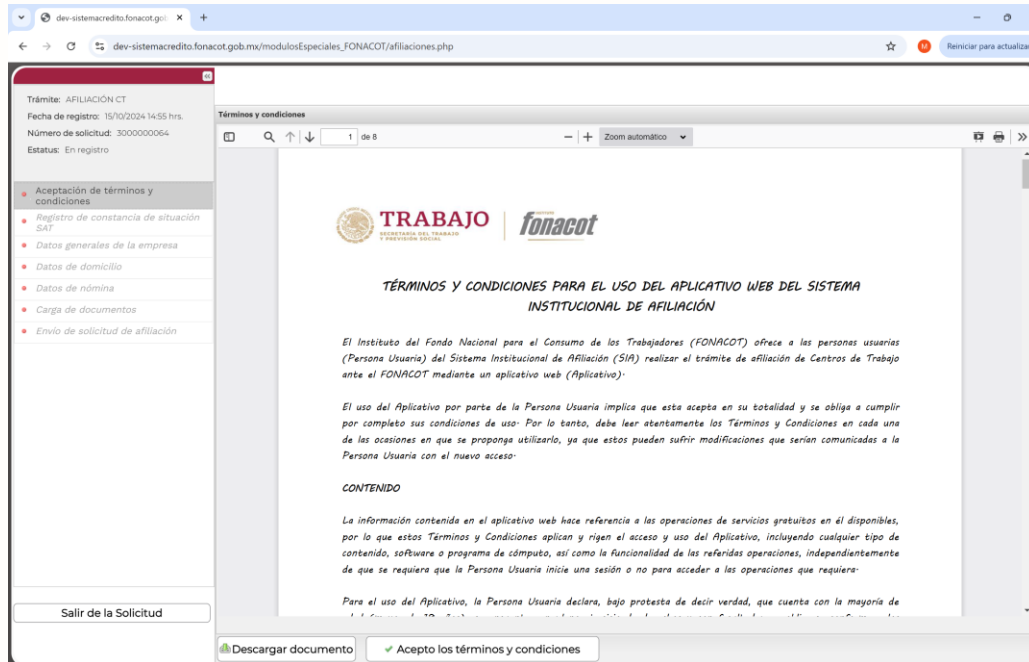 dev-sistemacredito.fonacot.gob
dev-sistemacredito.fonacot.gob.mx/modulosEspeciales_FONACOT/afiliaciones.php
M
Reiniciar para actualizar
Trámite: AFILIACIÓN CT
Fecha de registro: 15/10/2024 14:55 hrs.
Número de solicitud: 3000000064
Estatus: En registro
Aceptación de términos y
condiciones
Registro de constancia de situación
SAT
Datos generales de la empresa
Datos de domicilio
Datos de nómina
Carga de documentos
Envío de solicitud de afiliación
Salir de la Solicitud
Términos y condiciones
1 de 8
Zoom automático
TRABAJO
SECRETARÍA DEL TRABAJO
Y PREVISIÓN SOCIAL
fonacot
TÉRMINOS Y CONDICIONES PARA EL USO DEL APLICATIVO WEB DEL SISTEMA
INSTITUCIONAL DE AFILIACIÓN
El Instituto del Fondo Nacional para el Consumo de los Trabajadores (FONACOT) ofrece a las personas usuarias
(Persona Usuaria) del Sistema Institucional de Afiliación (SIA) realizar el trámite de afiliación de Centros de Trabajo
ante el FONACOT mediante un aplicativo web (Aplicativo).
El uso del Aplicativo por parte de la Persona Usuaria implica que esta acepta en su totalidad y se obliga a cumplir
por completo sus condiciones de uso. Por lo tanto, debe leer atentamente los Términos y Condiciones en cada una
de las ocasiones en que se proponga utilizarlo, ya que estos pueden sufrir modificaciones que serían comunicadas a la
Persona Usuaria con el nuevo acceso.
CONTENIDO
La información contenida en el aplicativo web hace referencia a las operaciones de servicios gratuitos en él disponibles,
por lo que estos Términos y Condiciones aplican y rigen el acceso y uso del Aplicativo, incluyendo cualquier tipo de
contenido, software o programa de cómputo, así como la funcionalidad de las referidas operaciones, independientemente
de que se requiera que la Persona Usuaria inicie una sesión o no para acceder a las operaciones que requiera.
Para el uso del Aplicativo, la Persona Usuaria declara, bajo protesta de decir verdad, que cuenta con la mayoría de
Descargar documento
Acepto los términos y condiciones